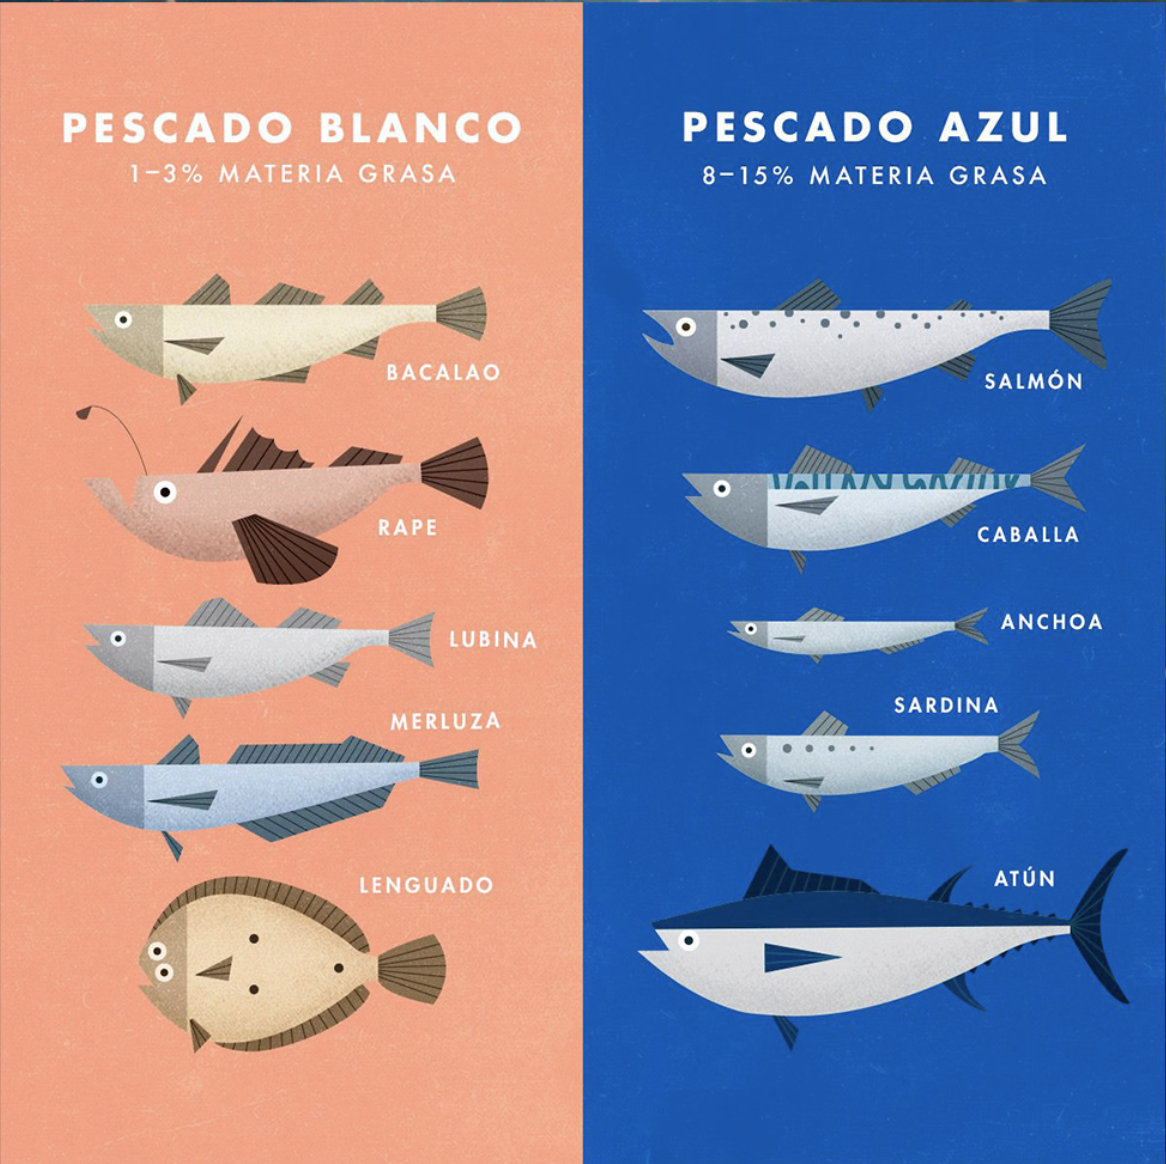 PESCADO BLANCO
1–3% MATERIA GRASA
BACALAO
RAPE
LUBINA
MERLUZA
LENGUADO
PESCADO AZUL
8–15% MATERIA GRASA
SALMÓN
CABALLA
ANCHOA
SARDINA
ATÚN